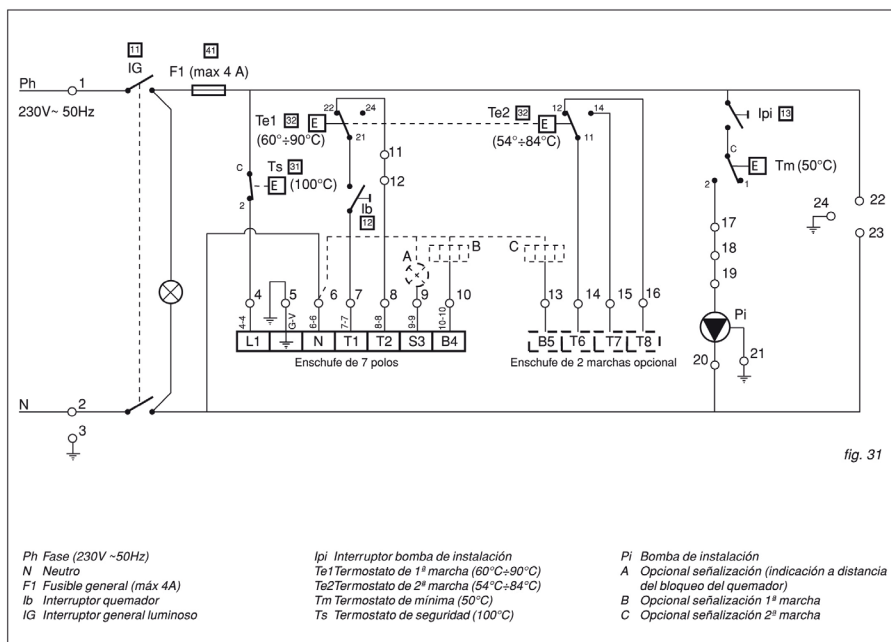 11
IG
41
F1 (max 4 A)
Ph
1
230V~ 50Hz
22
24
Te1
32
E
(60°÷90°C)
21
11
12
12
14
Te2
32
E
(54°÷84°C)
11
Ipi
13
C
E
Tm (50°C)
2
1
C
Ts
31
E
(100°C)
2
Ib
12
17
18
19
24
22
23
A
B
C
4
5
6
7
8
9
10
13
14
15
16
4-4
G-V
6-6
7-7
8-8
9-9
10-10
L1
N
T1
T2
S3
B4
B5
T6
T7
T8
Enschufe de 7 polos
Enschufe de 2 marchas opcional
Pi
20
21
N
2
3
fig. 31
Ph Fase (230V ~50Hz)
N Neutro
F1 Fusible general (máx 4A)
Ib Interruptor quemador
IG Interruptor general luminoso
Ipi Interruptor bomba de instalación
Te1Termostato de 1ª marcha (60°C÷90°C)
Te2Termostato de 2ª marcha (54°C÷84°C)
Tm Termostato de mínima (50°C)
Ts Termostato de seguridad (100°C)
Pi Bomba de instalación
A Opcional señalización (indicación a distancia
del bloqueo del quemador)
B Opcional señalización 1ª marcha
C Opcional señalización 2ª marcha